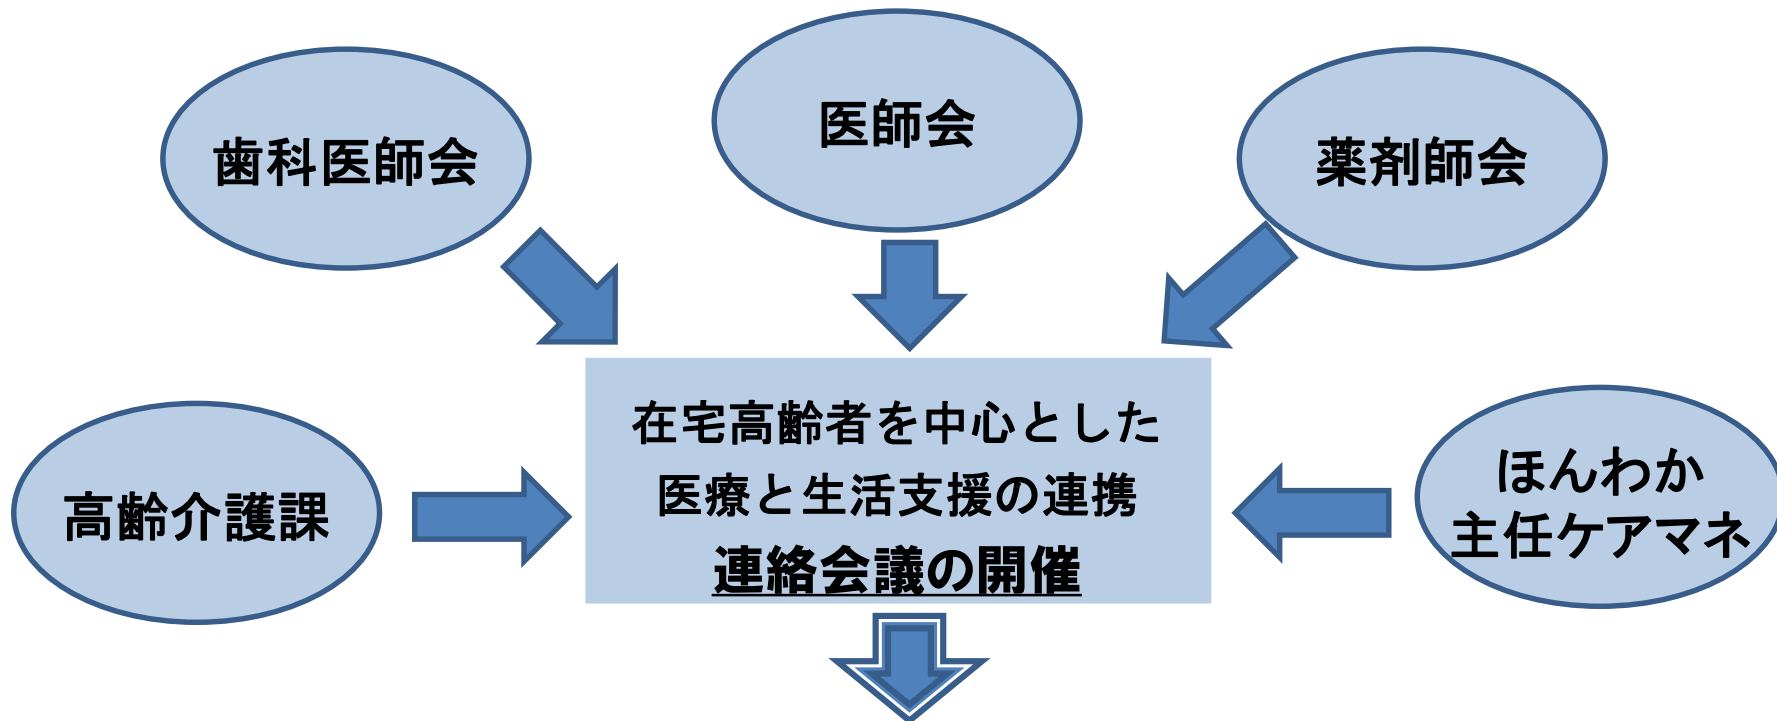 歯科医師会
医師会
薬剤師会
高齢介護課
在宅高齢者を中心とした
医療と生活支援の連携
連絡会議の開催
ほんわか
主任ケアマネ